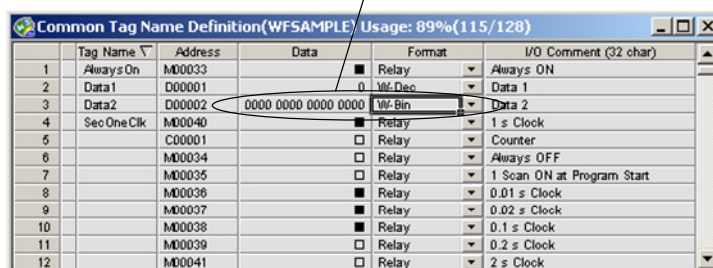 Common Tag Name Definition(WFSAMPLE) Usage: 89%(115/128)
Tag Name Address Data Format I/O Comment (32 char)
1 AlwaysOn M00033 Relay Always ON
2 Data1 D00001 0 W-Dec Data 1
3 Data2 D00002 0000 0000 0000 0000 W-Bin Data 2
4 SecOneClk M00040 Relay 1 s Clock
5 C00001 Relay Counter
6 M00034 Relay Always OFF
7 M00035 Relay 1 Scan ON at Program Start
8 M00036 Relay 0.01 s Clock
9 M00037 Relay 0.02 s Clock
10 M00038 Relay 0.1 s Clock
11 M00039 Relay 0.2 s Clock
12 M00041 Relay 2 s Clock